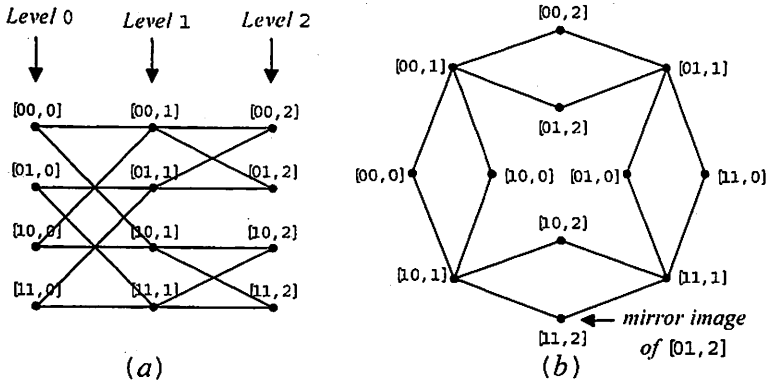 Level 0 Level 1 Level 2
[00,0] [00,1] [00,2]
[01,0] [01,1] [01,2]
[10,0] [10,1] [10,2]
[11,0] [11,1] [11,2]
(a)
[00,2]
[00,1] [01,1]
[01,2]
[00,0] [10,0] [01,0] [11,0]
[10,2]
[10,1] [11,1]
[11,2] mirror image
of [01,2]
(b)